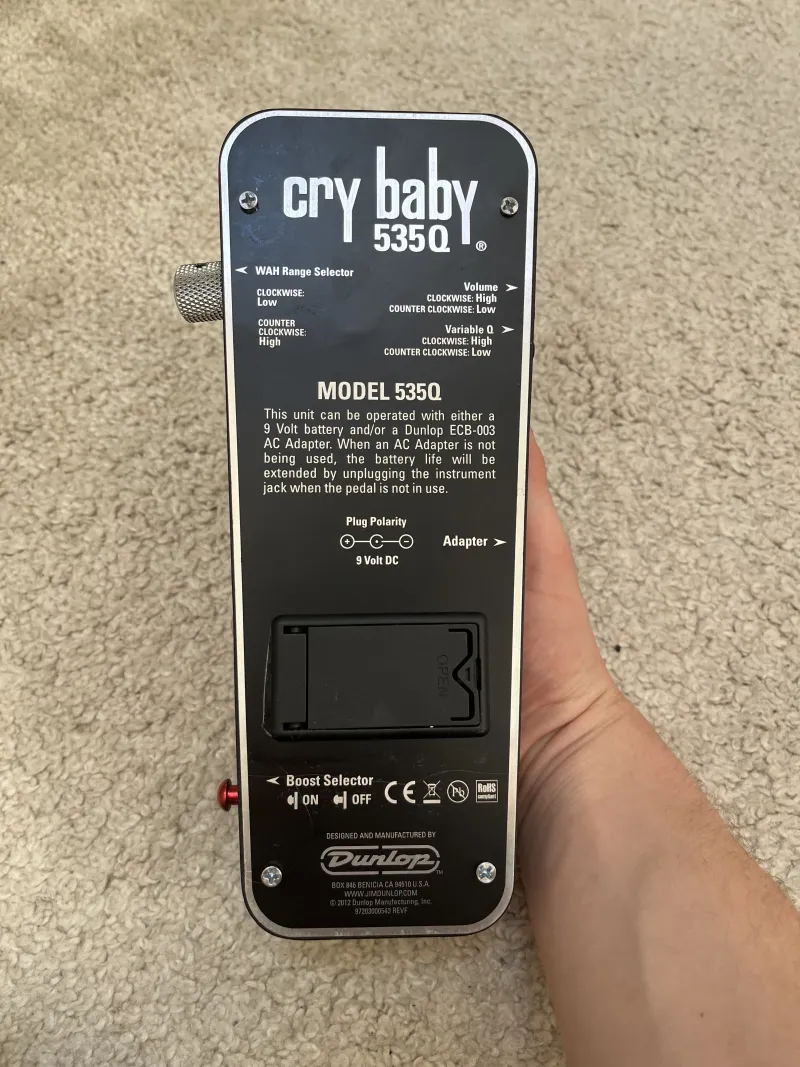 cry baby
535Q ®
WAH Range Selector
CLOCKWISE:
Low
COUNTER
CLOCKWISE:
High
Volume
CLOCKWISE: High
COUNTER CLOCKWISE: Low
Variable Q
CLOCKWISE: High
COUNTER CLOCKWISE: Low
MODEL 535Q
This unit can be operated with either a
9 Volt battery and/or a Dunlop ECB-003
AC Adapter. When an AC Adapter is not
being used, the battery life will be
extended by unplugging the instrument
jack when the pedal is not in use.
Plug Polarity
+ -
9 Volt DC
Adapter
OPEN
Boost Selector
ON OFF
CE Pb RoHS
compliant
DESIGNED AND MANUFACTURED BY
Dunlop TM
BOX 846 BENICIA CA 94510 U.S.A.
WWW.JIMDUNLOP.COM
© 2012 Dunlop Manufacturing, Inc.
97203000543 REVF